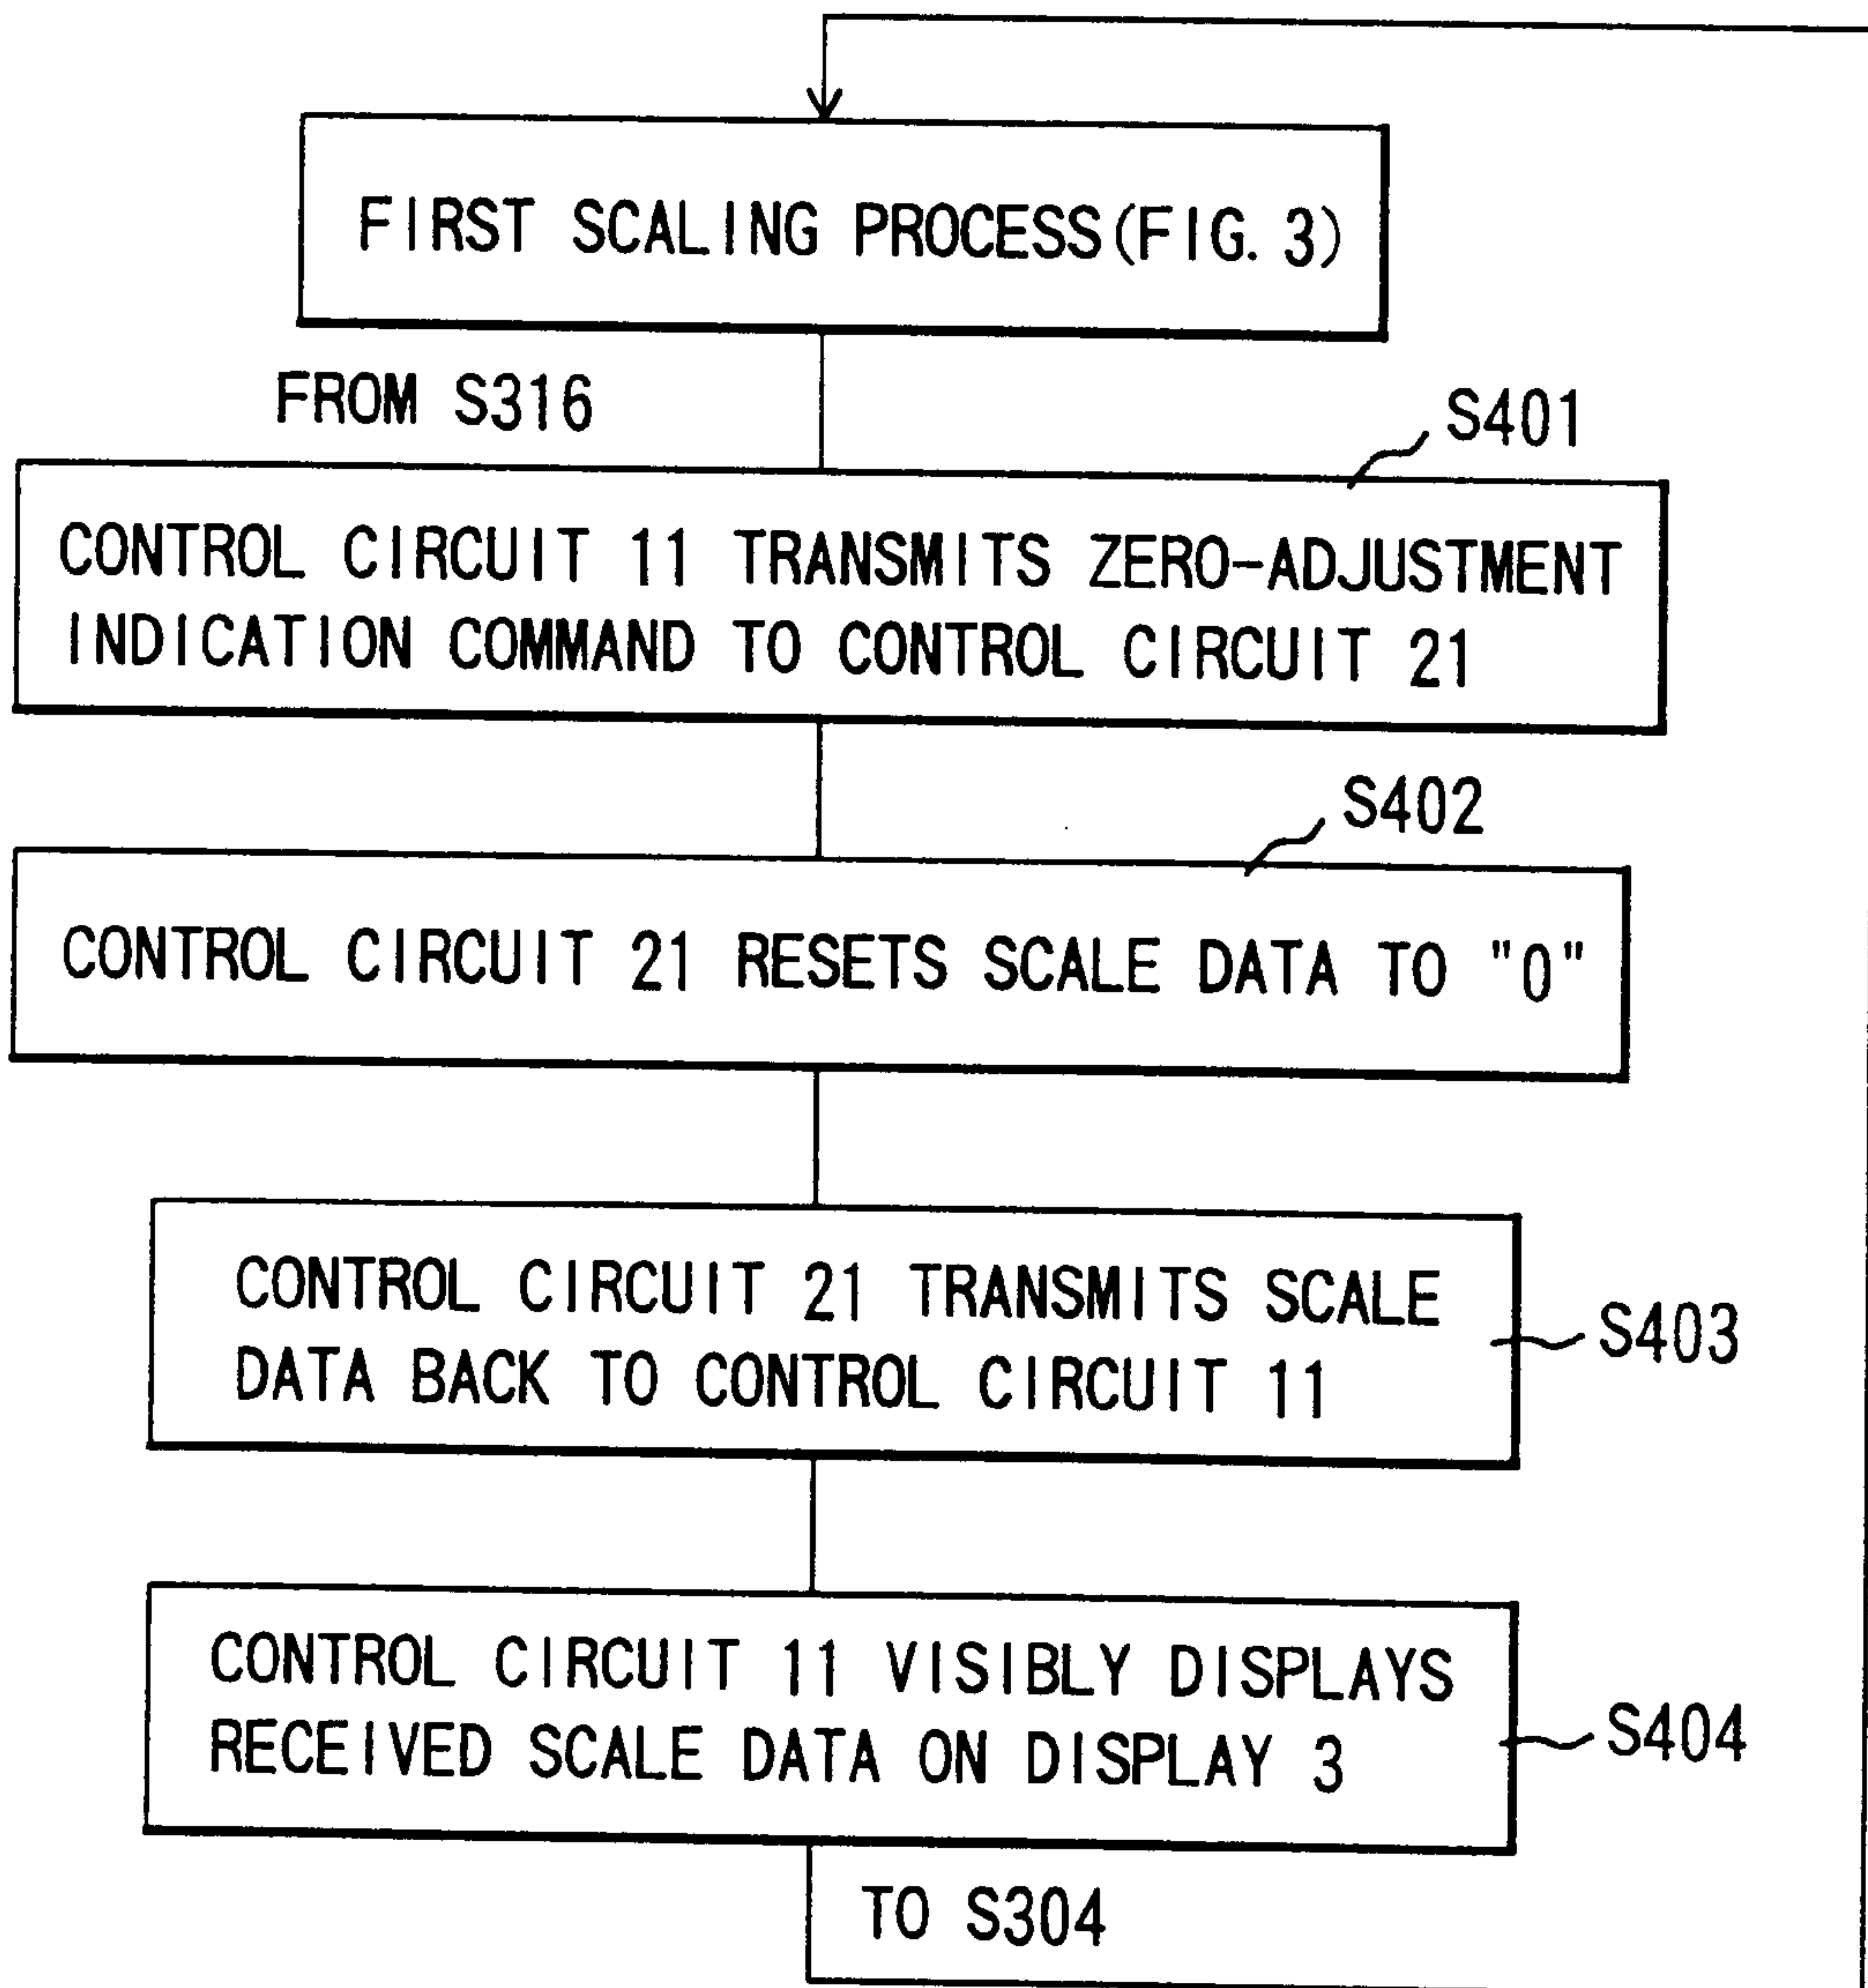 FIRST SCALING PROCESS(FIG. 3)
FROM S316
S401
CONTROL CIRCUIT 11 TRANSMITS ZERO-ADJUSTMENT
INDICATION COMMAND TO CONTROL CIRCUIT 21
S402
CONTROL CIRCUIT 21 RESETS SCALE DATA TO "0"
CONTROL CIRCUIT 21 TRANSMITS SCALE
DATA BACK TO CONTROL CIRCUIT 11
S403
CONTROL CIRCUIT 11 VISIBLY DISPLAYS
RECEIVED SCALE DATA ON DISPLAY 3
S404
TO S304